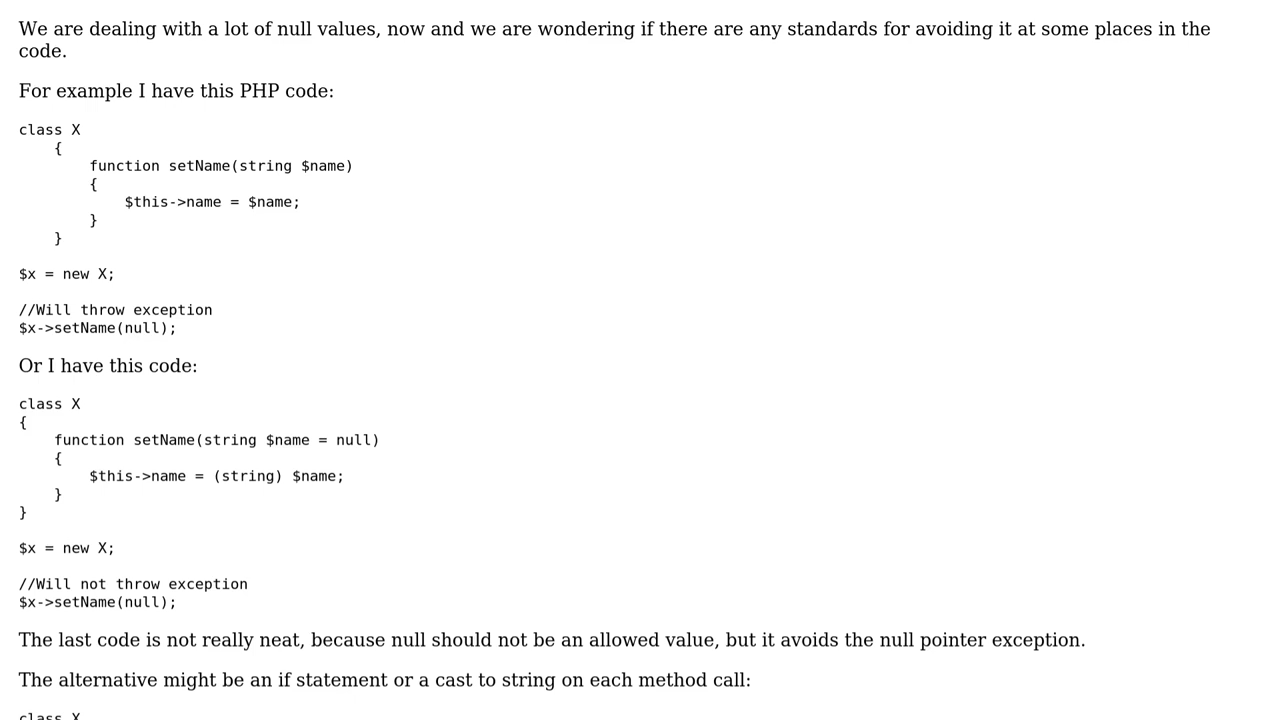 We are dealing with a lot of null values, now and we are wondering if there are any standards for avoiding it at some places in the
code.
For example I have this PHP code:
class X
    {
        function setName(string $name)
        {
            $this->name = $name;
        }
    }
$x = new X;
//Will throw exception
$x->setName(null);
Or I have this code:
class X
{
    function setName(string $name = null)
    {
        $this->name = (string) $name;
    }
}
$x = new X;
//Will not throw exception
$x->setName(null);
The last code is not really neat, because null should not be an allowed value, but it avoids the null pointer exception.
The alternative might be an if statement or a cast to string on each method call:
class X